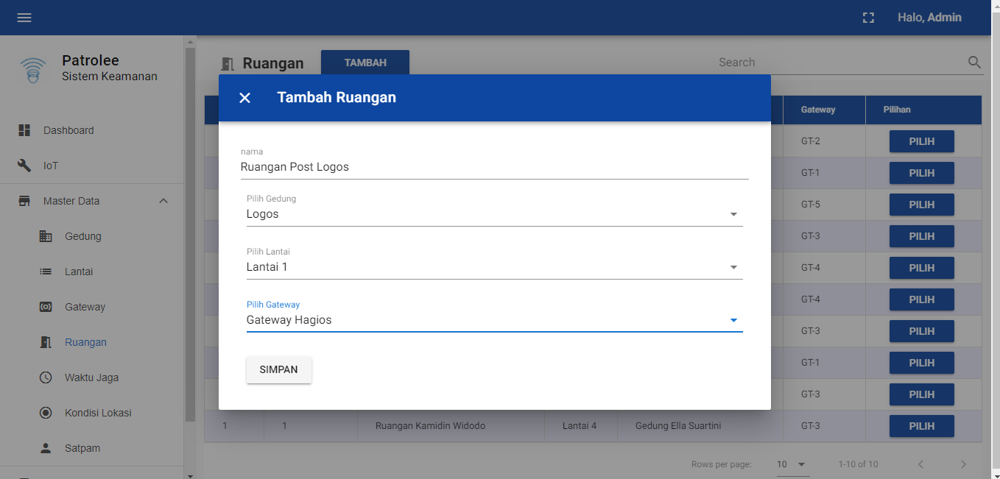 Halo, Admin
Patrolee
Sistem Keamanan
Dashboard
IoT
Master Data
Gedung
Lantai
Gateway
Ruangan
Waktu Jaga
Kondisi Lokasi
Satpam
Ruangan
TAMBAH
Search
Tambah Ruangan
nama
Ruangan Post Logos
Pilih Gedung
Logos
Pilih Lantai
Lantai 1
Pilih Gateway
Gateway Hagios
SIMPAN
Gateway Pilihan
GT-2 PILIH
GT-1 PILIH
GT-5 PILIH
GT-3 PILIH
GT-4 PILIH
GT-4 PILIH
GT-3 PILIH
GT-1 PILIH
GT-3 PILIH
1 1 Ruangan Kamidin Widodo Lantai 4 Gedung Ella Suartini GT-3 PILIH
Rows per page: 10 1-10 of 10